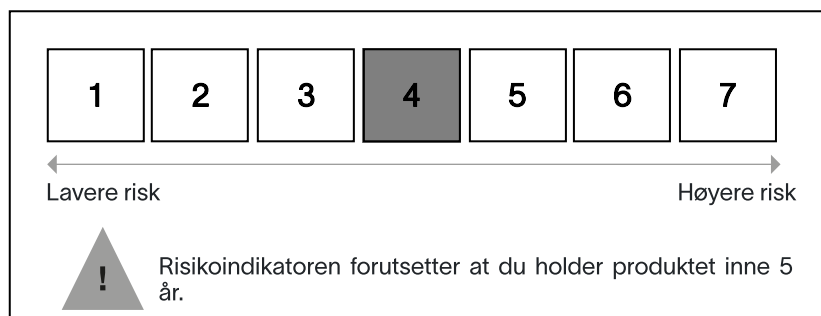 1 2 3 4 5 6 7
Lavere risk Høyere risk
! Risikoindikatoren forutsetter at du holder produktet inne 5
år.